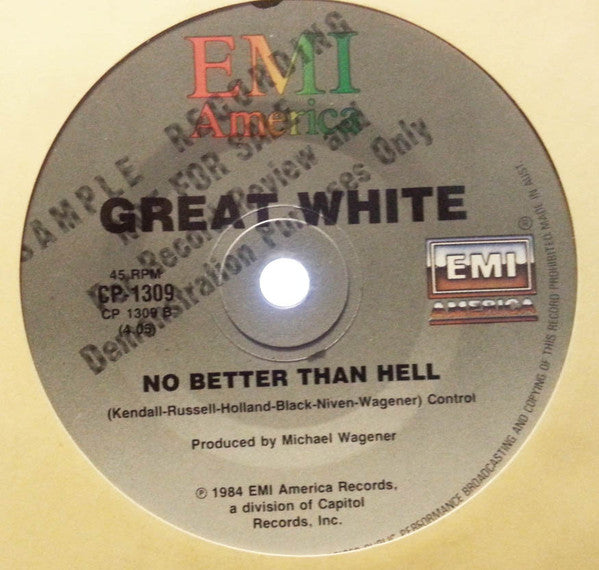 EMI
America
SAMPLE RECORDING
NOT FOR SALE
For Record Review and
Demonstration Purposes Only
GREAT WHITE
45 RPM
CP-1309
CP 1309 B
(4.05)
EMI
AMERICA
NO BETTER THAN HELL
(Kendall-Russell-Holland-Black-Niven-Wagener) Control
Produced by Michael Wagener
℗ 1984 EMI America Records,
a division of Capitol
Records, Inc.
PUBLIC PERFORMANCE BROADCASTING AND COPYING OF THIS RECORD PROHIBITED. MADE IN AUST
®